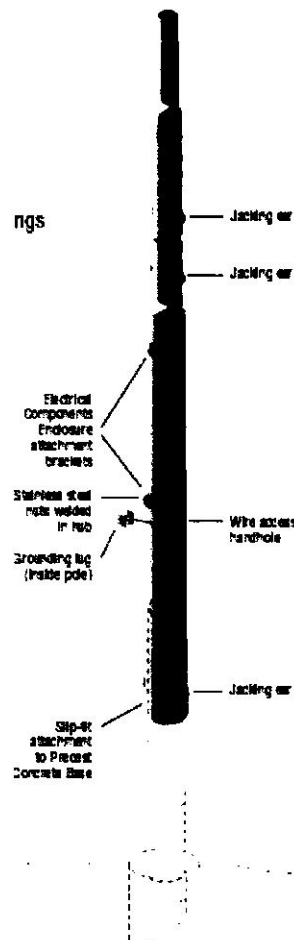 ngs
Jacking ear
Jacking ear
Electrical
Components
Enclosure
attachment
brackets
Stainless steel
nuts welded
in hub
Wire access
handhole
Grounding lug
(inside pole)
Jacking ear
Slip-fit
attachment
to Precast
Concrete Base